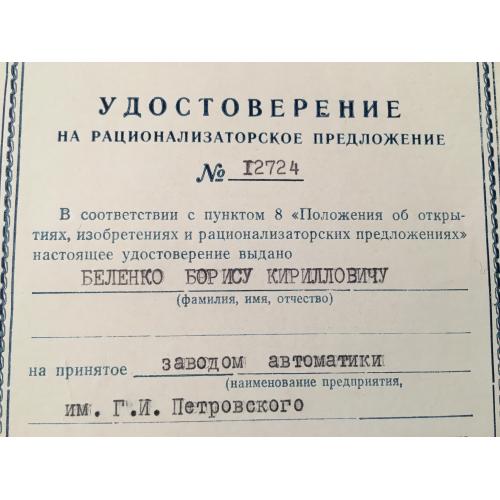 УДОСТОВЕРЕНИЕ
НА РАЦИОНАЛИЗАТОРСКОЕ ПРЕДЛОЖЕНИЕ
№ I2724
В соответствии с пунктом 8 «Положения об откры-
тиях, изобретениях и рационализаторских предложениях»
настоящее удостоверение выдано
БЕЛЕНКО БОРИСУ КИРИЛЛОВИЧУ
(фамилия, имя, отчество)
на принятое заводом автоматики
(наименование предприятия,
им. Г.И. Петровского